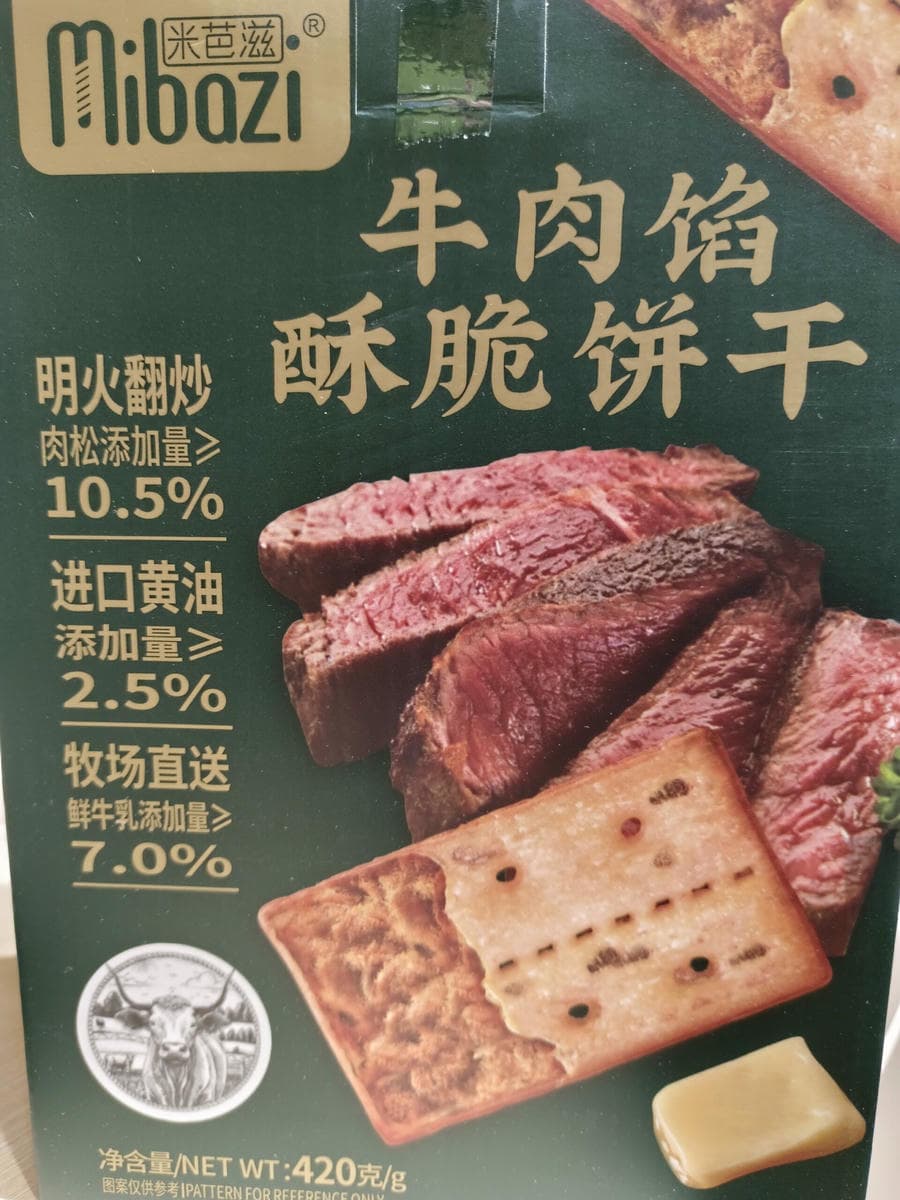 米芭滋®
Mibazi
牛肉馅
酥脆饼干
明火翻炒
肉松添加量≥
10.5%
进口黄油
添加量≥
2.5%
牧场直送
鲜牛乳添加量≥
7.0%
净含量/NET WT:420克/g
图案仅供参考|PATTERN FOR REFERENCE ONLY